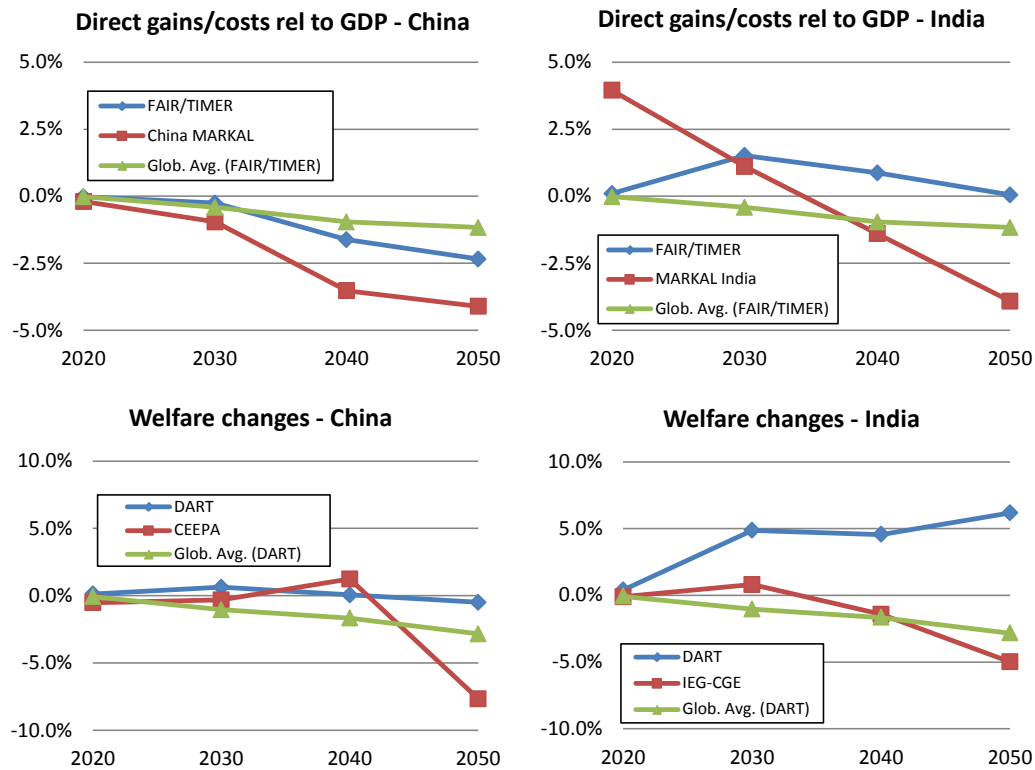 Direct gains/costs rel to GDP - China
5.0%
2.5%
0.0%
-2.5%
-5.0%
FAIR/TIMER
China MARKAL
Glob. Avg. (FAIR/TIMER)
2020 2030 2040 2050
Direct gains/costs rel to GDP - India
5.0%
2.5%
0.0%
-2.5%
-5.0%
FAIR/TIMER
MARKAL India
Glob. Avg. (FAIR/TIMER)
2020 2030 2040 2050
Welfare changes - China
10.0%
5.0%
0.0%
-5.0%
-10.0%
DART
CEEPA
Glob. Avg. (DART)
2020 2030 2040 2050
Welfare changes - India
10.0%
5.0%
0.0%
-5.0%
-10.0%
DART
IEG-CGE
Glob. Avg. (DART)
2020 2030 2040 2050